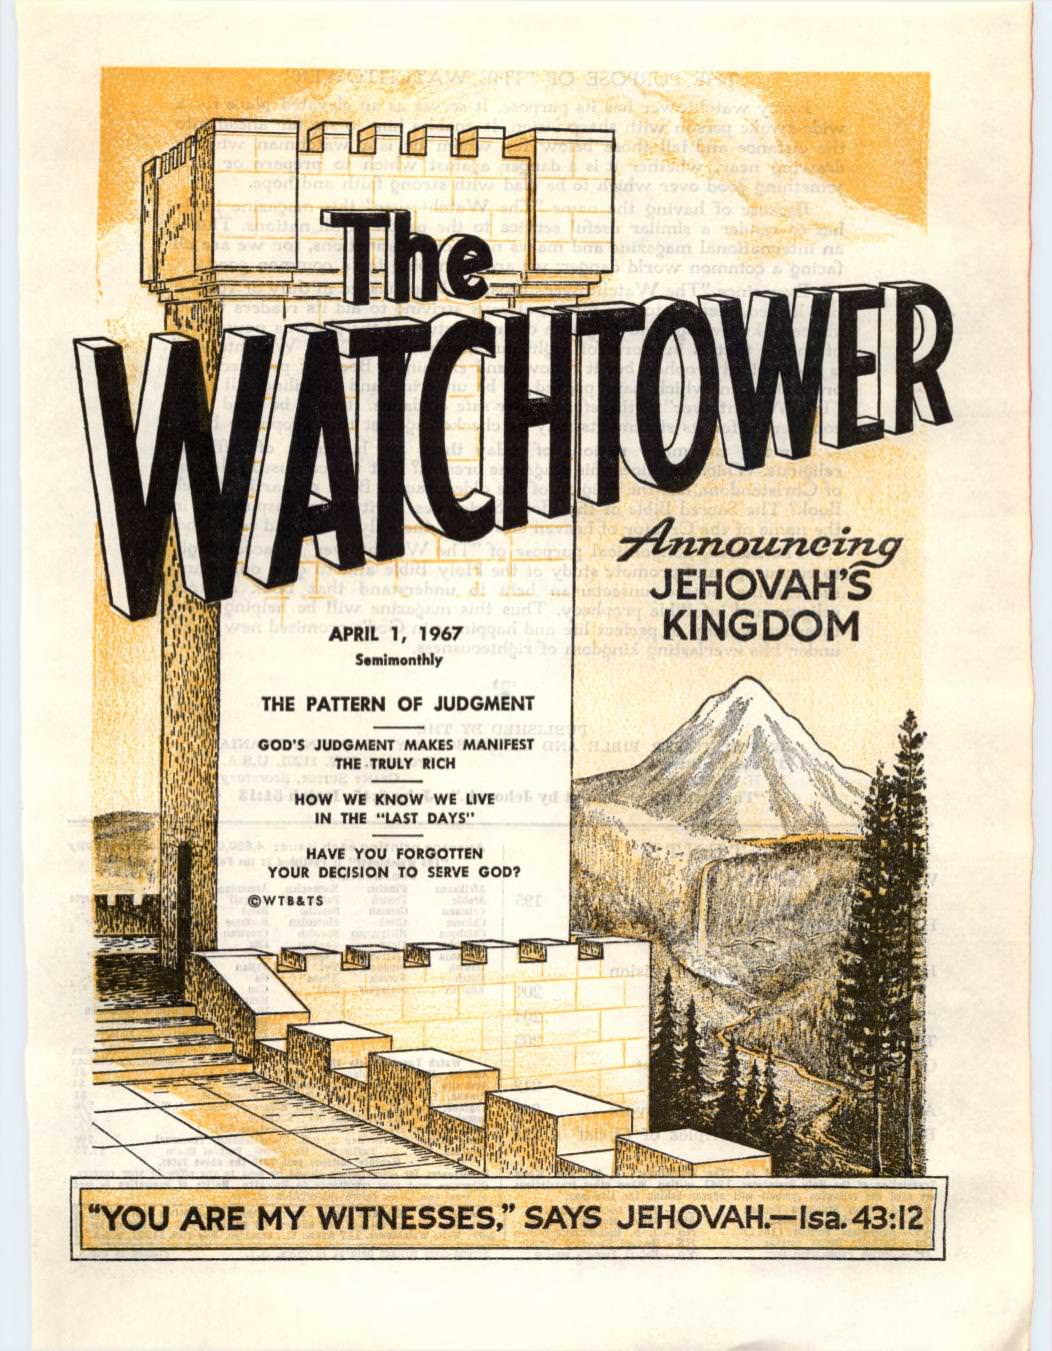 The
WATCHTOWER
Announcing
JEHOVAH'S
KINGDOM
APRIL 1, 1967
Semimonthly
THE PATTERN OF JUDGMENT
GOD'S JUDGMENT MAKES MANIFEST
THE TRULY RICH
HOW WE KNOW WE LIVE
IN THE "LAST DAYS"
HAVE YOU FORGOTTEN
YOUR DECISION TO SERVE GOD?
©WTB&TS
"YOU ARE MY WITNESSES," SAYS JEHOVAH.—Isa. 43:12